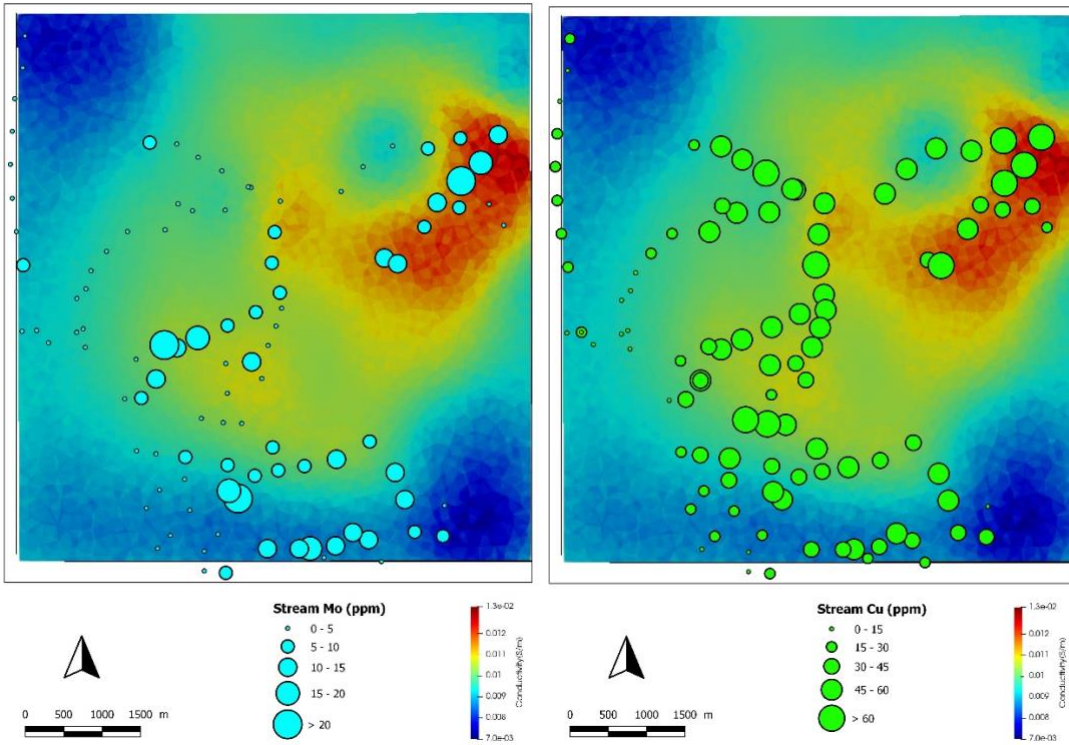 Stream Mo (ppm)
0 - 5
5 - 10
10 - 15
15 - 20
> 20
1.3e-02
0.012
0.011
0.01
0.009
0.008
7.0e-03
Conductivity(S/m)
0 500 1000 1500 m
Stream Cu (ppm)
0 - 15
15 - 30
30 - 45
45 - 60
> 60
1.3e-02
0.012
0.011
0.01
0.009
0.008
7.0e-03
Conductivity(S/m)
0 500 1000 1500 m